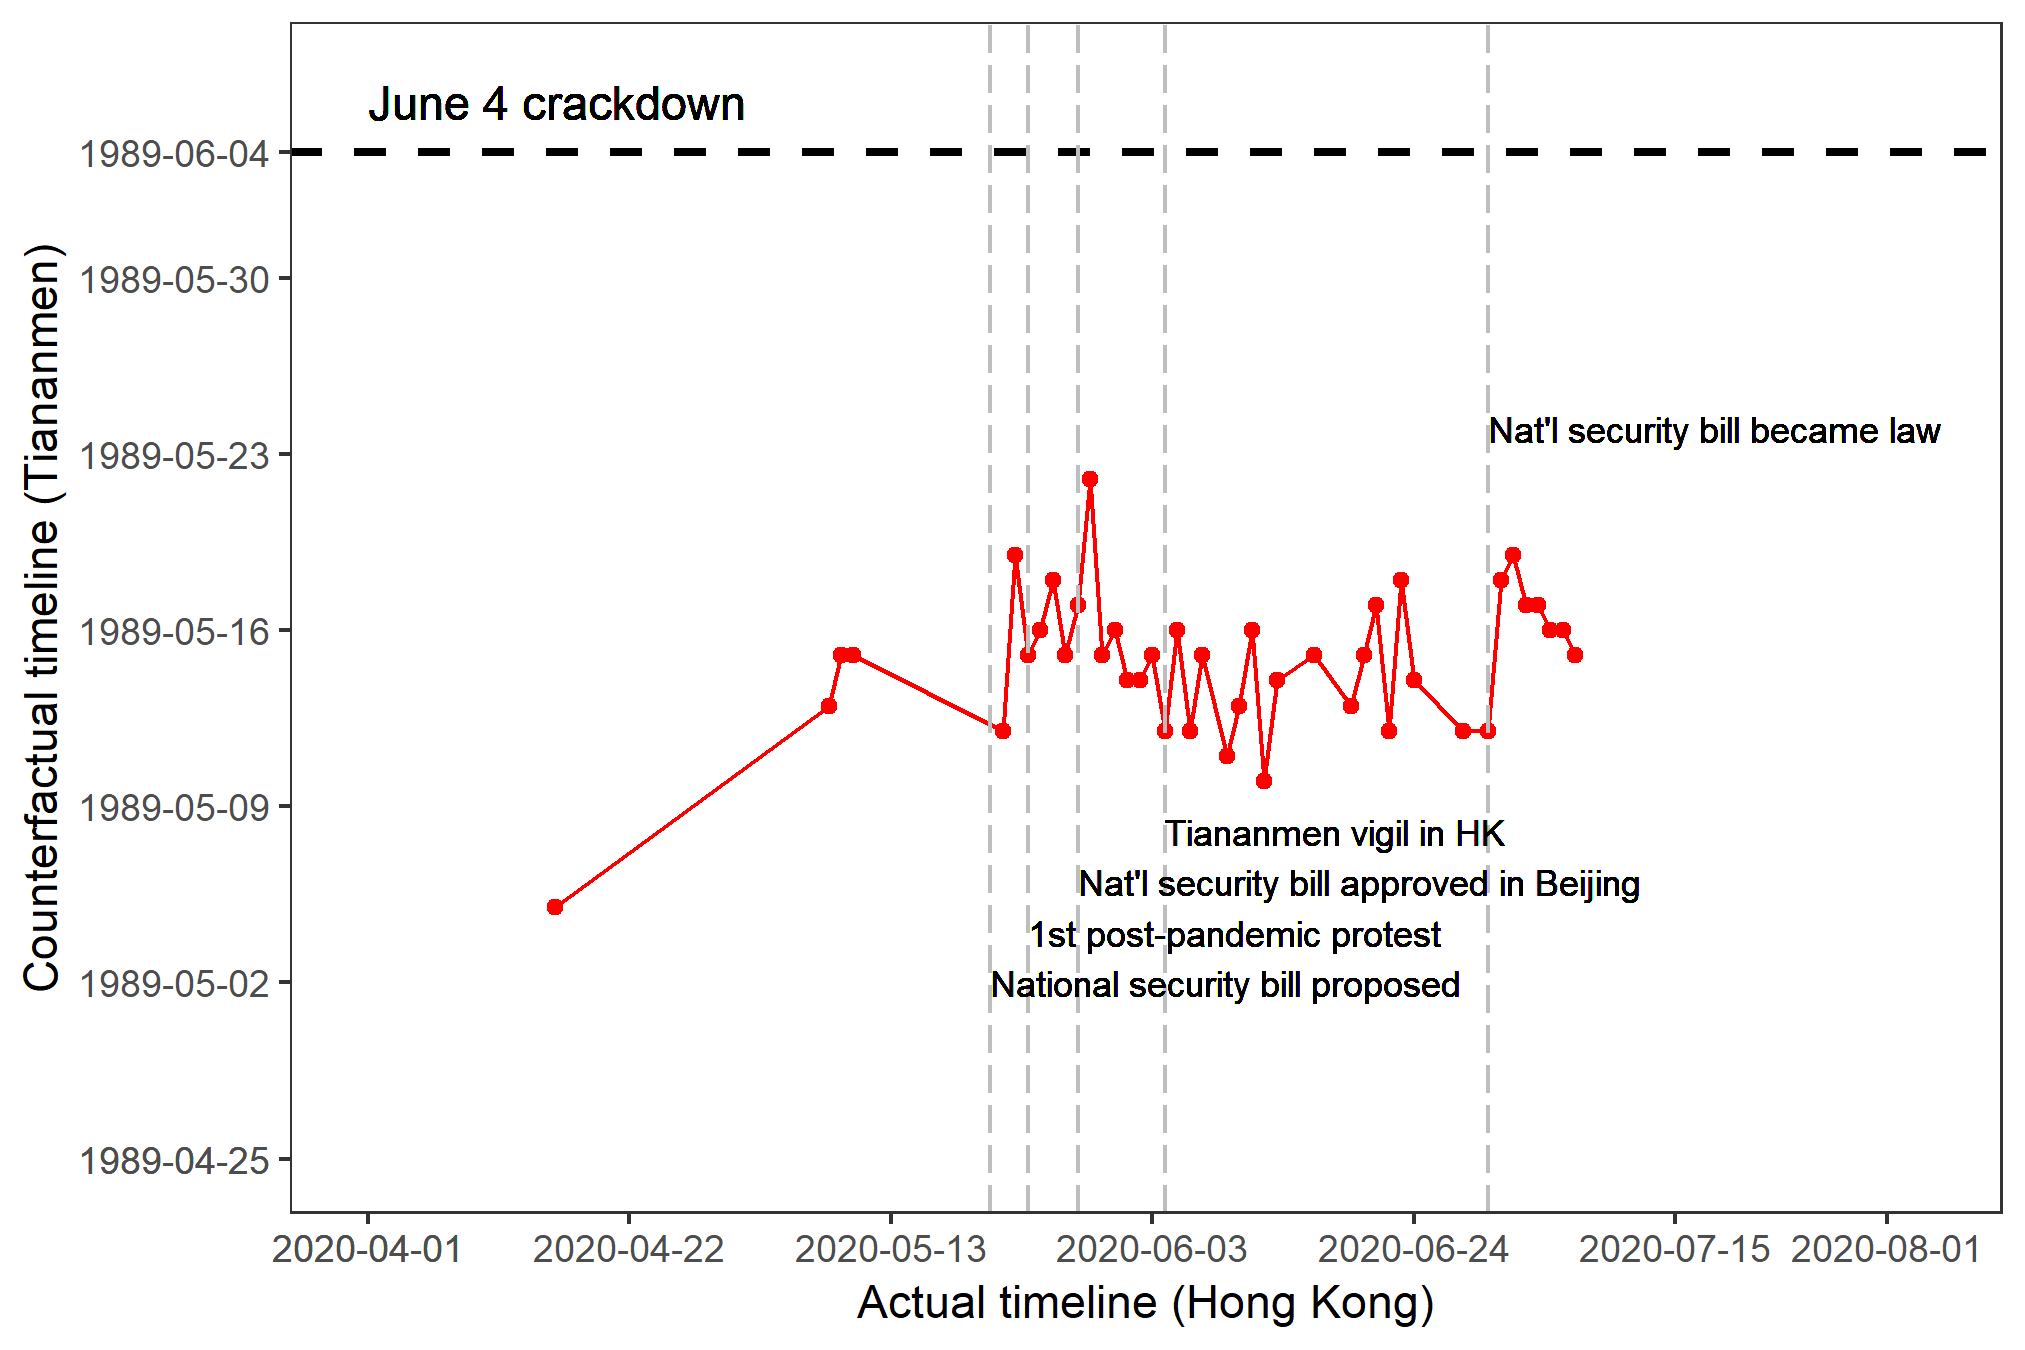 June 4 crackdown
1989-06-04
1989-05-30
1989-05-23
1989-05-16
1989-05-09
1989-05-02
1989-04-25
Counterfactual timeline (Tiananmen)
Nat'l security bill became law
Tiananmen vigil in HK
Nat'l security bill approved in Beijing
1st post-pandemic protest
National security bill proposed
2020-04-01 2020-04-22 2020-05-13 2020-06-03 2020-06-24 2020-07-15 2020-08-01
Actual timeline (Hong Kong)